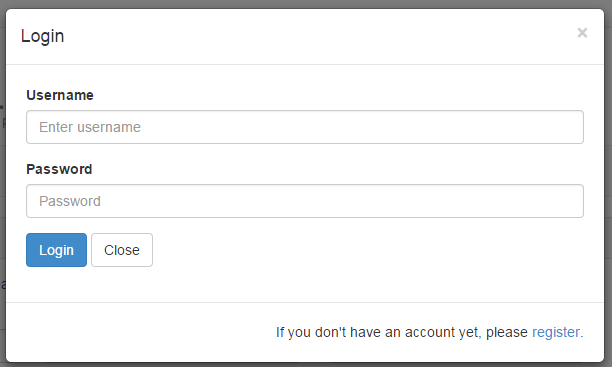 Login
×
Username
Enter username
Password
Password
Login Close
If you don't have an account yet, please register.